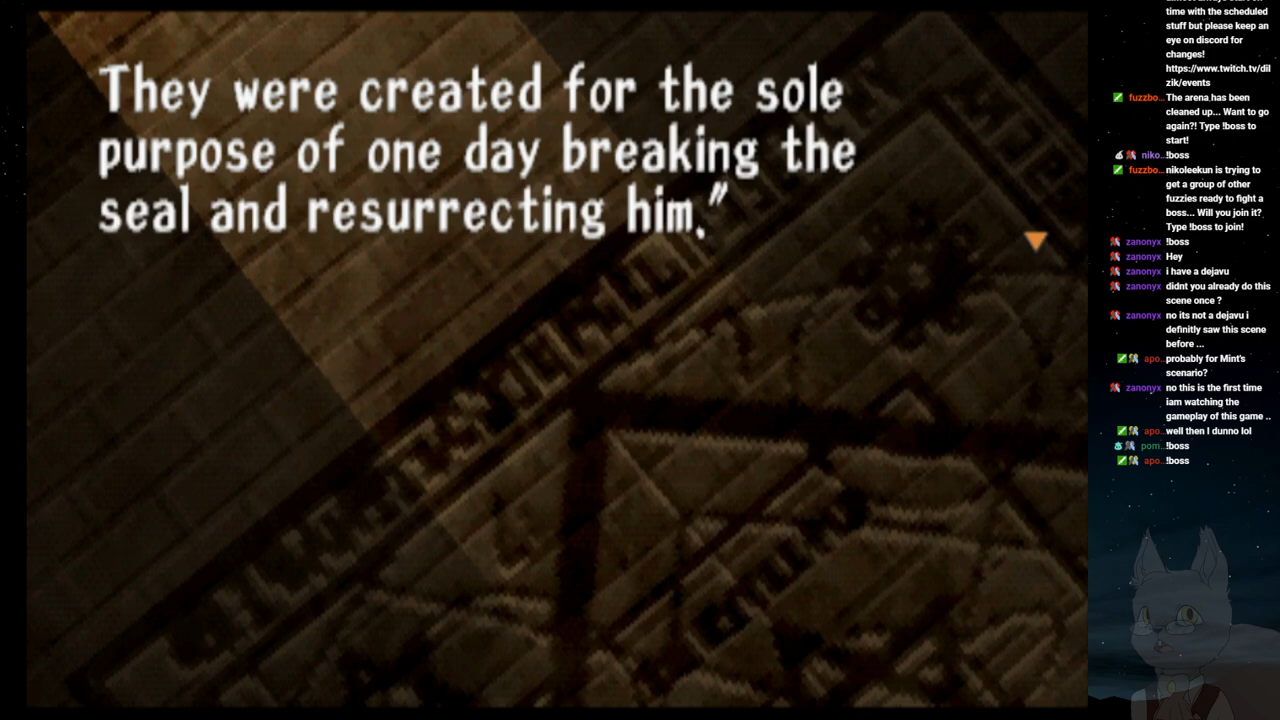 They were created for the sole
purpose of one day breaking the
seal and resurrecting him."
time with the scheduled
stuff but please keep an
eye on discord for
changes!
https://www.twitch.tv/dil
zik/events
fuzzbo... The arena has been
cleaned up... Want to go
again?! Type !boss to
start!
niko... !boss
fuzzbo... nikoleekun is trying to
get a group of other
fuzzies ready to fight a
boss... Will you join it?
Type !boss to join!
zanonyx !boss
zanonyx Hey
zanonyx i have a dejavu
zanonyx didnt you already do this
scene once ?
zanonyx no its not a dejavu i
definitly saw this scene
before ...
apo... probably for Mint's
scenario?
zanonyx no this is the first time
iam watching the
gameplay of this game ..
apo... well then I dunno lol
pom... !boss
apo... !boss